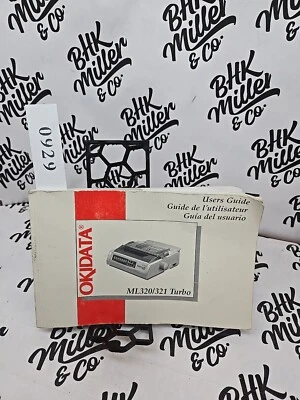 BHK
Miller
& Co.
0929
Users Guide
Guide de l'utilisateur
Guía del usuario
OKIDATA®
ML320/321 Turbo